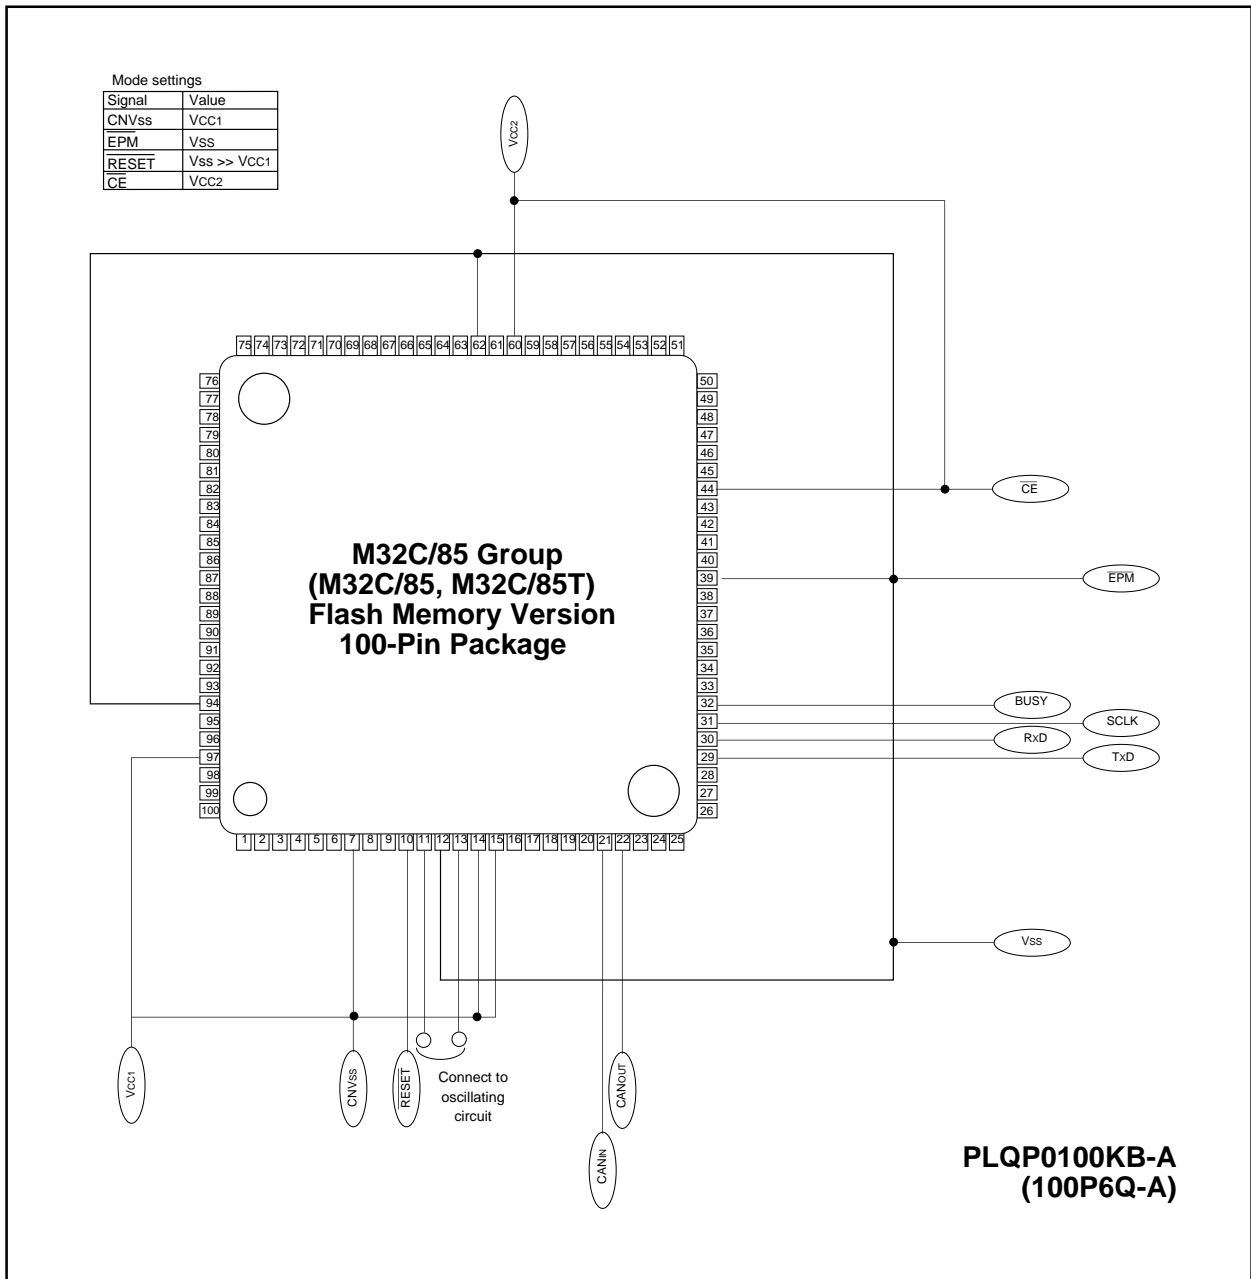 Mode settings
Signal Value
CNVss VCC1
EPM VSS
RESET Vss >> VCC1
CE VCC2
VCC2
75 74 73 72 71 70 69 68 67 66 65 64 63 62 61 60 59 58 57 56 55 54 53 52 51
76
77
78
79
80
81
82
83
84
85
86
87
88
89
90
91
92
93
94
95
96
97
98
99
100
M32C/85 Group
(M32C/85, M32C/85T)
Flash Memory Version
100-Pin Package
50
49
48
47
46
45
44
43
42
41
40
39
38
37
36
35
34
33
32
31
30
29
28
27
26
CE
EPM
BUSY
SCLK
RxD
TxD
1 2 3 4 5 6 7 8 9 10 11 12 13 14 15 16 17 18 19 20 21 22 23 24 25
Vss
VCC1
CNVss
RESET
Connect to
oscillating
circuit
CANOUT
CANIN
PLQP0100KB-A
(100P6Q-A)